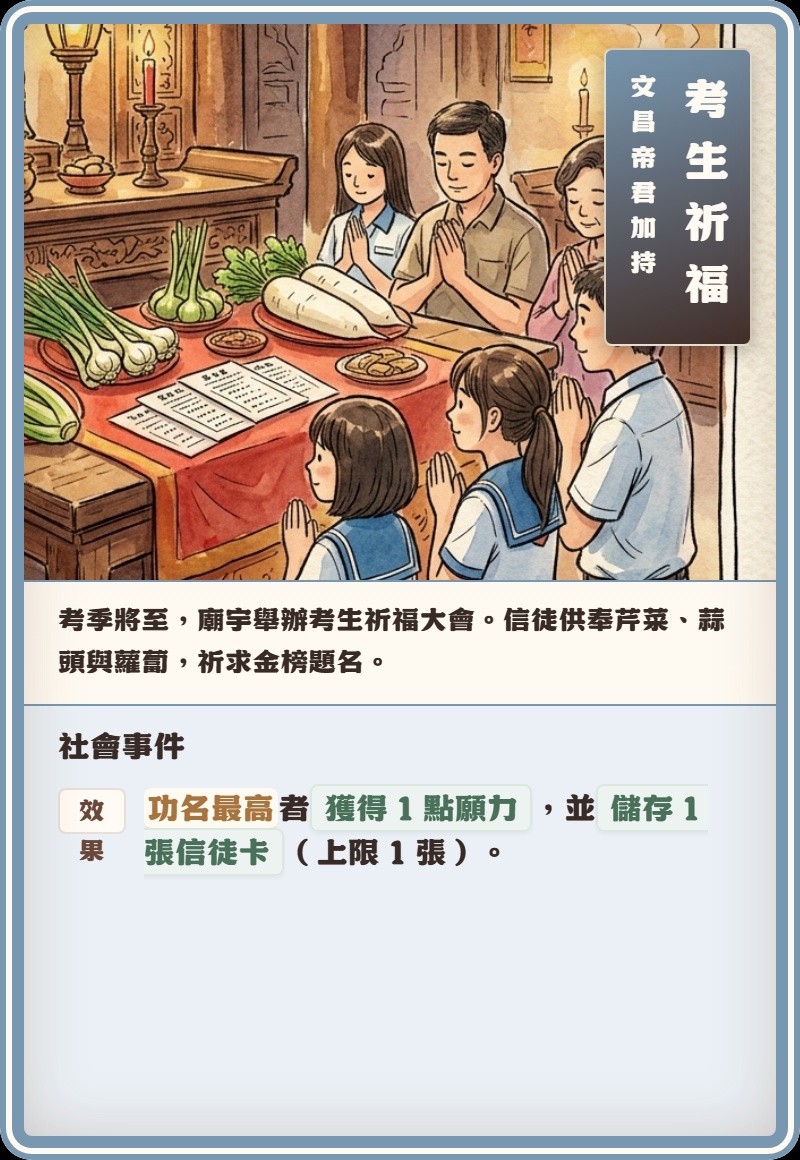 考生祈福
文昌帝君加持
考季將至，廟宇舉辦考生祈福大會。信徒供奉芹菜、蒜
頭與蘿蔔，祈求金榜題名。
社會事件
效
果
功名最高者 獲得 1 點願力 ，並 儲存 1
張信徒卡 （上限 1 張）。